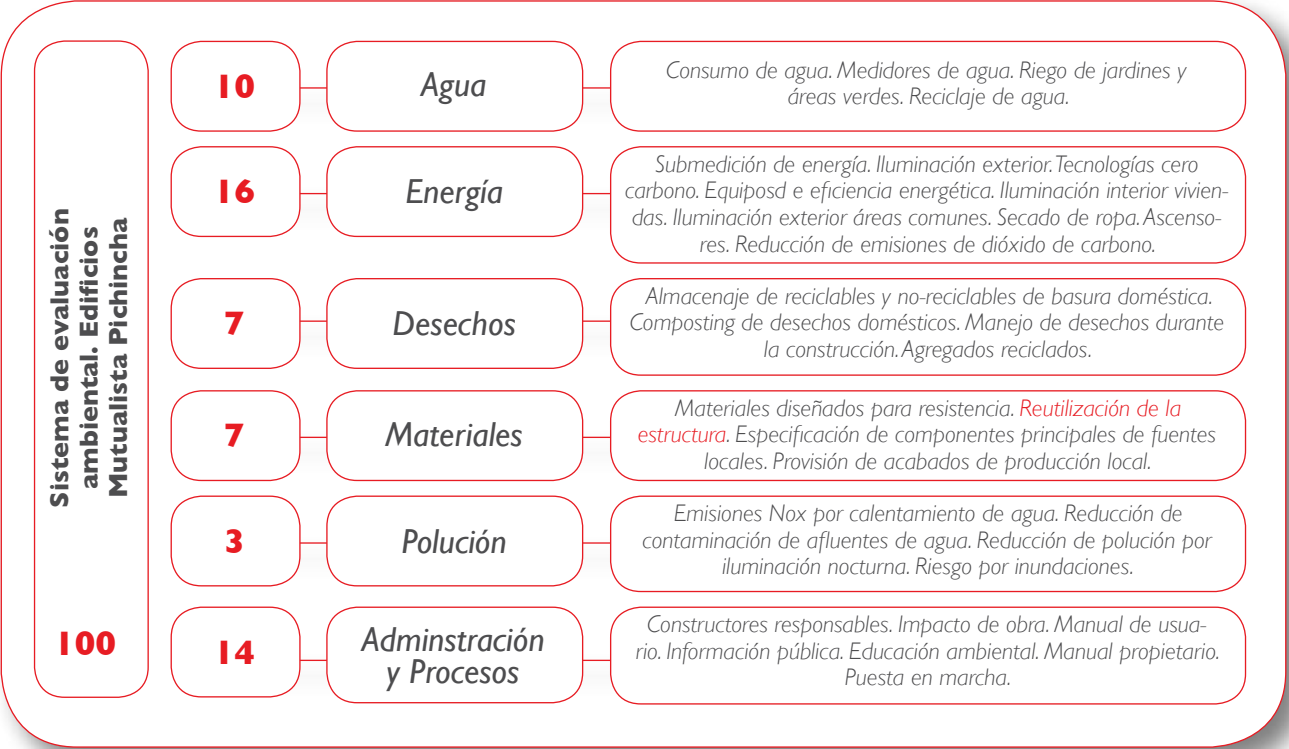 Sistema de evaluación
ambiental. Edificios
Mutualista Pichincha
100
10
Agua
Consumo de agua. Medidores de agua. Riego de jardines y
áreas verdes. Reciclaje de agua.
16
Energía
Submedición de energía. Iluminación exterior. Tecnologías cero
carbono. Equiposd e eficiencia energética. Iluminación interior vivien-
das. Iluminación exterior áreas comunes. Secado de ropa. Ascenso-
res. Reducción de emisiones de dióxido de carbono.
7
Desechos
Almacenaje de reciclables y no-reciclables de basura doméstica.
Composting de desechos domésticos. Manejo de desechos durante
la construcción. Agregados reciclados.
7
Materiales
Materiales diseñados para resistencia. Reutilización de la
estructura. Especificación de componentes principales de fuentes
locales. Provisión de acabados de producción local.
3
Polución
Emisiones Nox por calentamiento de agua. Reducción de
contaminación de afluentes de agua. Reducción de polución por
iluminación nocturna. Riesgo por inundaciones.
14
Adminstración
y Procesos
Constructores responsables. Impacto de obra. Manual de usua-
rio. Información pública. Educación ambiental. Manual propietario.
Puesta en marcha.